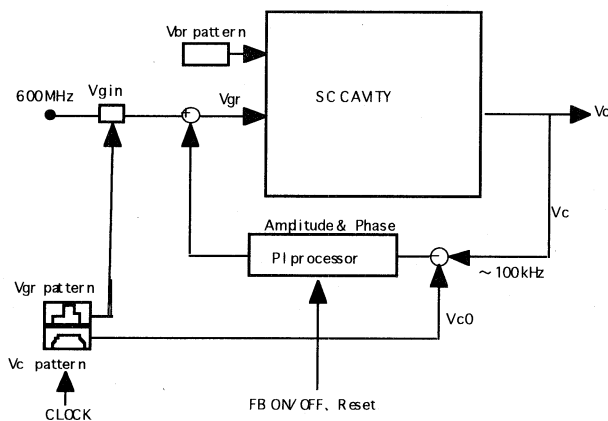 Vbr pattern
600MHz
Vgin
Vgr
SC CAVITY
Vc
+
Amplitude & Phase
PI processor
−
Vc
~100kHz
Vgr pattern
Vc0
Vc pattern
CLOCK
FB ON/OFF、Reset